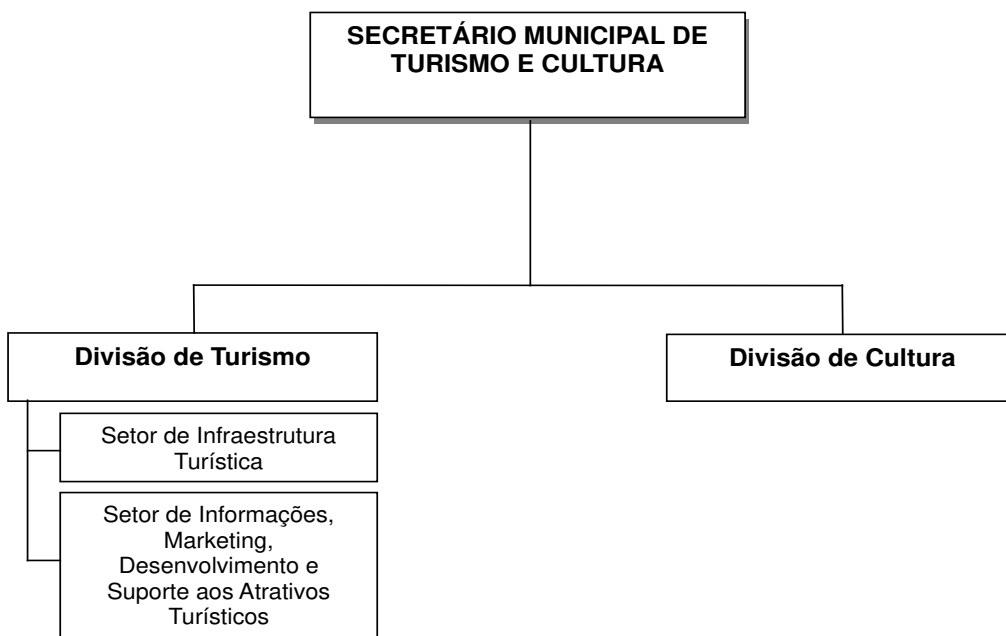 SECRETÁRIO MUNICIPAL DE
TURISMO E CULTURA
Divisão de Turismo
Divisão de Cultura
Setor de Infraestrutura
Turística
Setor de Informações,
Marketing,
Desenvolvimento e
Suporte aos Atrativos
Turísticos